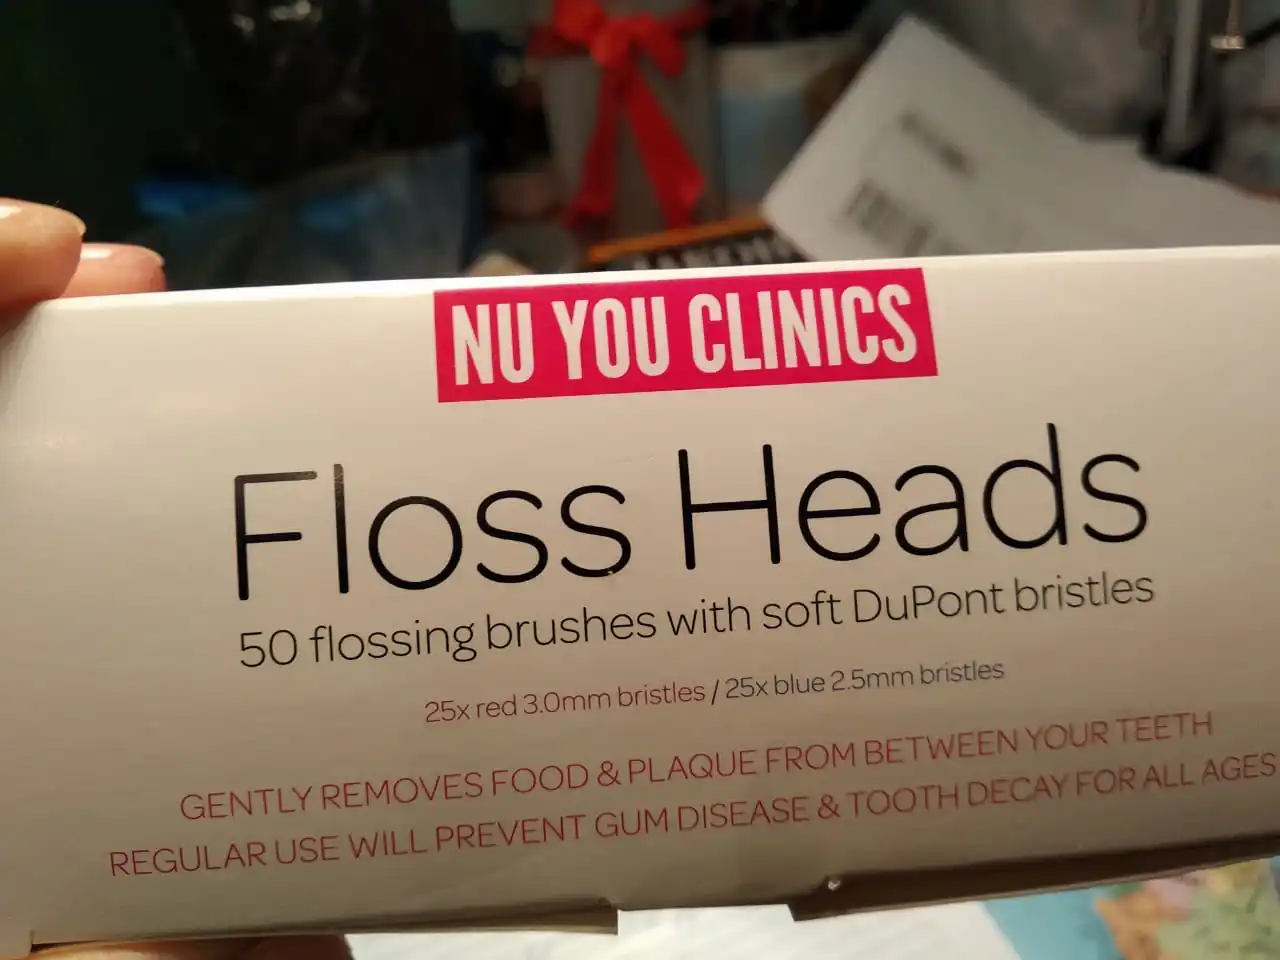 NU YOU CLINICS
Floss Heads
50 flossing brushes with soft DuPont bristles
25x red 3.0mm bristles / 25x blue 2.5mm bristles
GENTLY REMOVES FOOD & PLAQUE FROM BETWEEN YOUR TEETH
REGULAR USE WILL PREVENT GUM DISEASE & TOOTH DECAY FOR ALL AGES